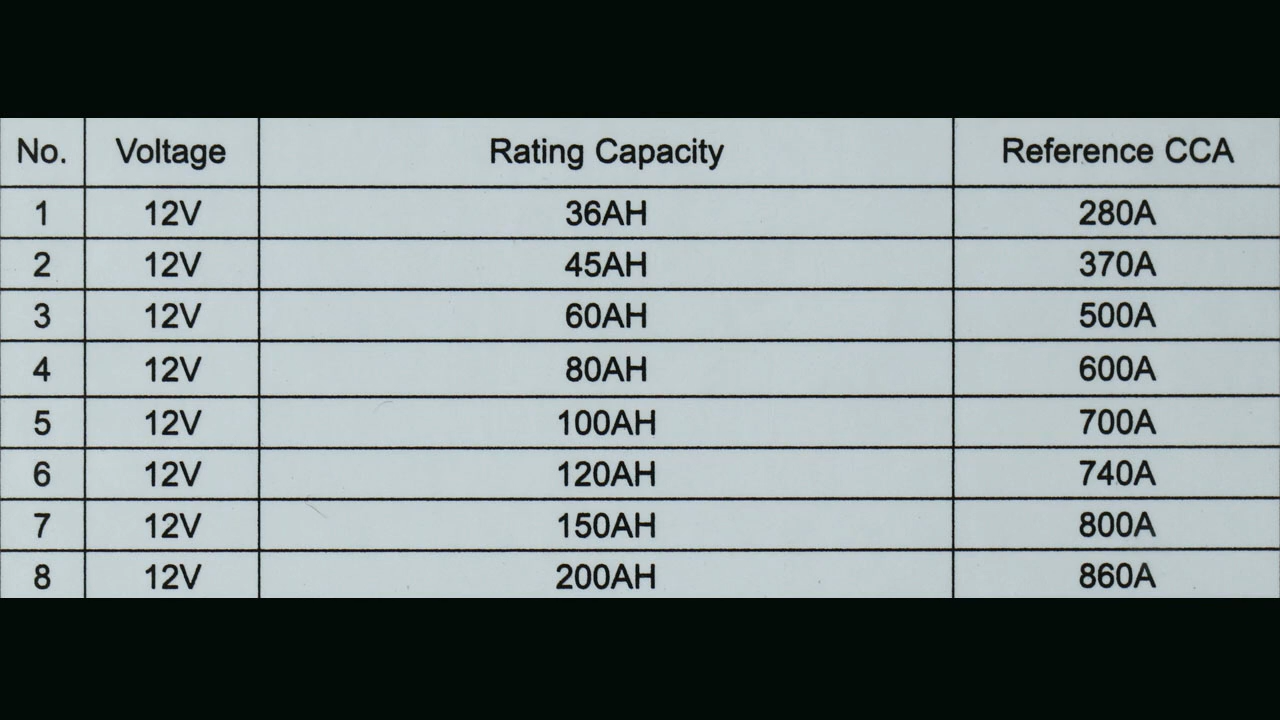 No. Voltage Rating Capacity Reference CCA
1 12V 36AH 280A
2 12V 45AH 370A
3 12V 60AH 500A
4 12V 80AH 600A
5 12V 100AH 700A
6 12V 120AH 740A
7 12V 150AH 800A
8 12V 200AH 860A